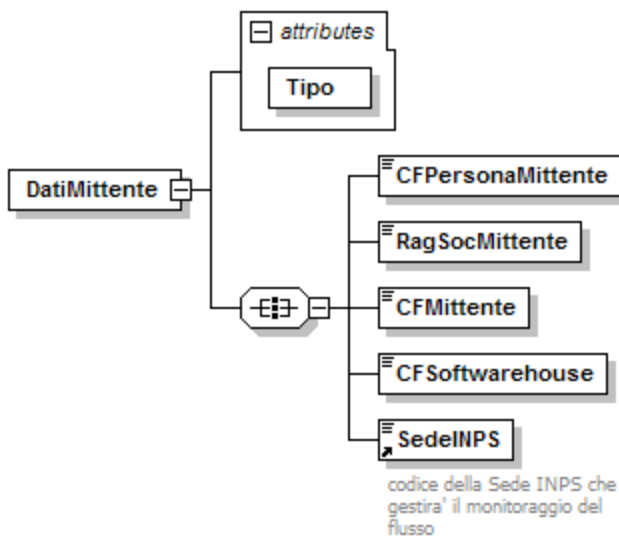 attributes
Tipo
DatiMittente
CFPersonaMittente
RagSocMittente
CFMittente
CFSoftwarehouse
SedeINPS
codice della Sede INPS che
gestira' il monitoraggio del
flusso